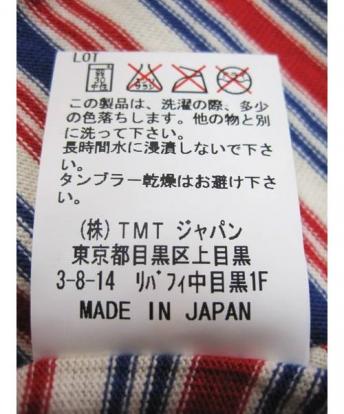 LOT
この製品は、洗濯の際、多少
の色落ちします。他の物と別
に洗って下さい。
長時間水に浸漬しないで下さ
い。
タンブラー乾燥はお避け下さ
い。
(株) TMT ジャパン
東京都目黒区上目黒
3-8-14 ﾘﾊﾞﾌｨ中目黒1F
MADE IN JAPAN